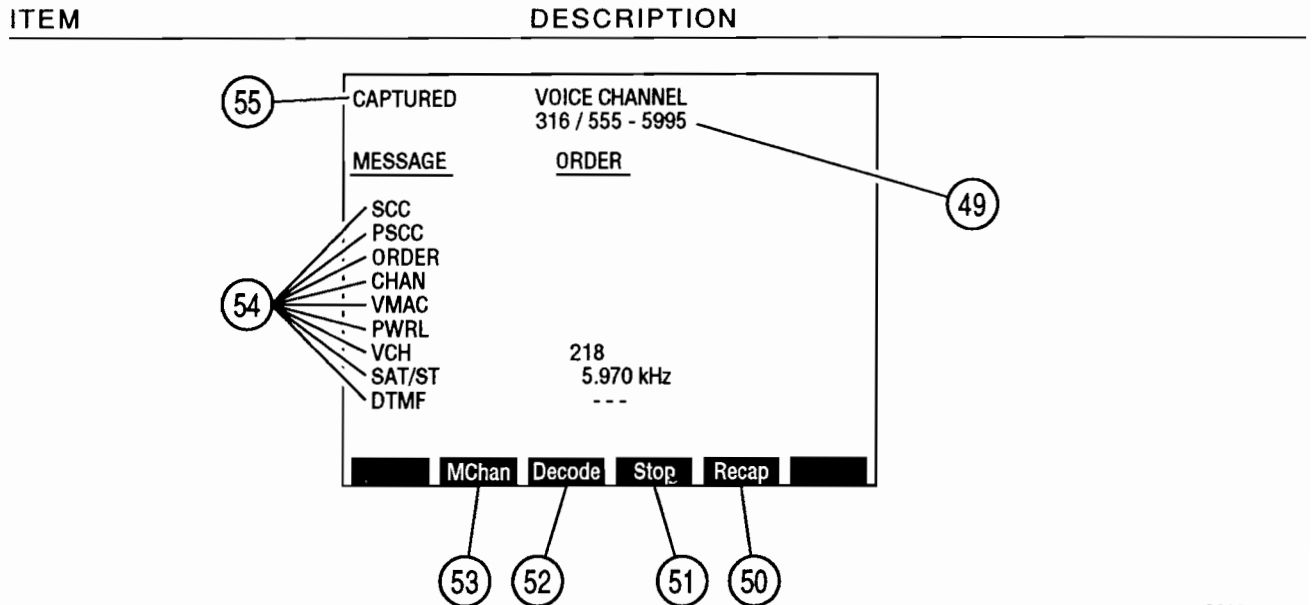 ITEM DESCRIPTION
55 CAPTURED VOICE CHANNEL
316 / 555 - 5995
49
MESSAGE ORDER
54
SCC
PSCC
ORDER
CHAN
VMAC
PWRL
VCH 218
SAT/ST 5.970 kHz
DTMF - - -
MChan Decode Stop Recap
53 52 51 50